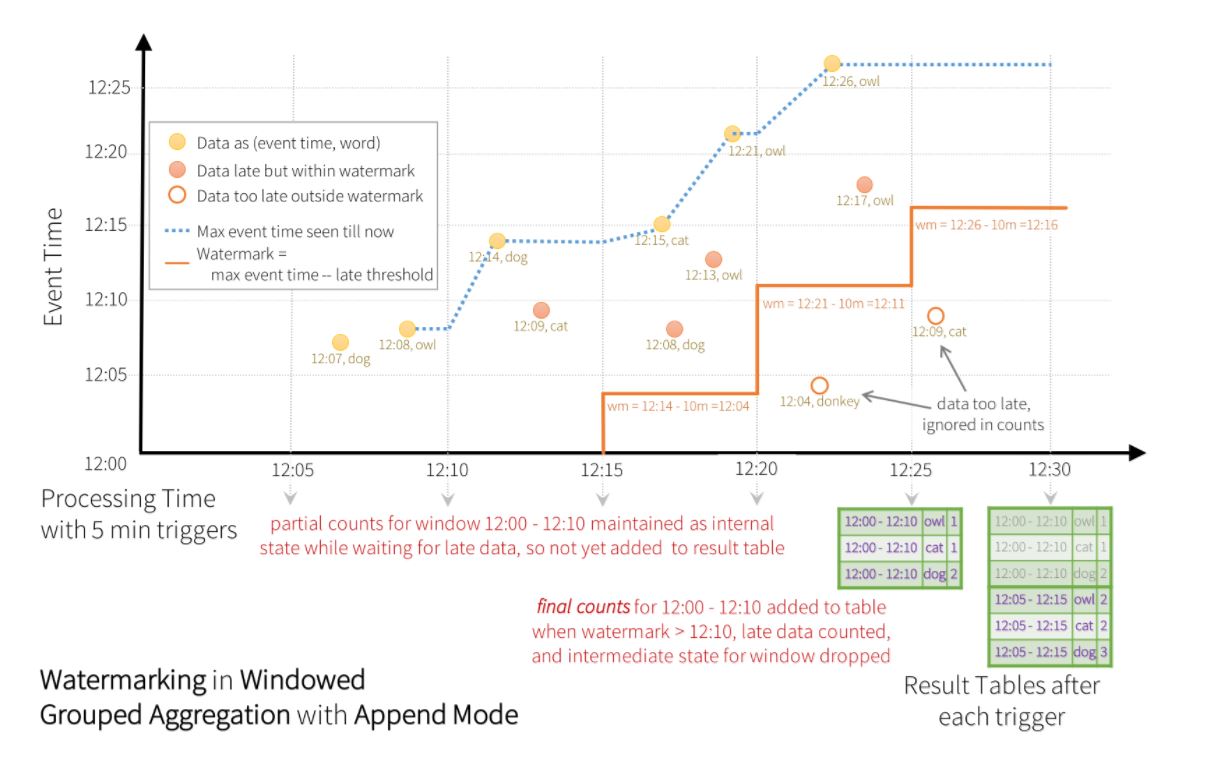 12:25
12:20
12:15
12:10
12:05
12:00
Event Time
Data as (event time, word)
Data late but within watermark
Data too late outside watermark
Max event time seen till now
Watermark =
max event time -- late threshold
12:26, owl
12:21, owl
12:17, owl
12:15, cat
12:14, dog
12:13, owl
12:09, cat
12:08, owl
12:08, dog
12:07, dog
wm = 12:26 - 10m =12:16
wm = 12:21 - 10m =12:11
12:09, cat
12:04, donkey
wm = 12:14 - 10m =12:04
data too late,
ignored in counts
12:05 12:10 12:15 12:20 12:25 12:30
Processing Time
with 5 min triggers
partial counts for window 12:00 - 12:10 maintained as internal
state while waiting for late data, so not yet added to result table
12:00 - 12:10 owl 1
12:00 - 12:10 cat 1
12:00 - 12:10 dog 2
12:00 - 12:10 owl 1
12:00 - 12:10 cat 1
12:00 - 12:10 dog 2
12:05 - 12:15 owl 2
12:05 - 12:15 cat 2
12:05 - 12:15 dog 3
final counts for 12:00 - 12:10 added to table
when watermark > 12:10, late data counted,
and intermediate state for window dropped
Result Tables after
each trigger
Watermarking in Windowed
Grouped Aggregation with Append Mode